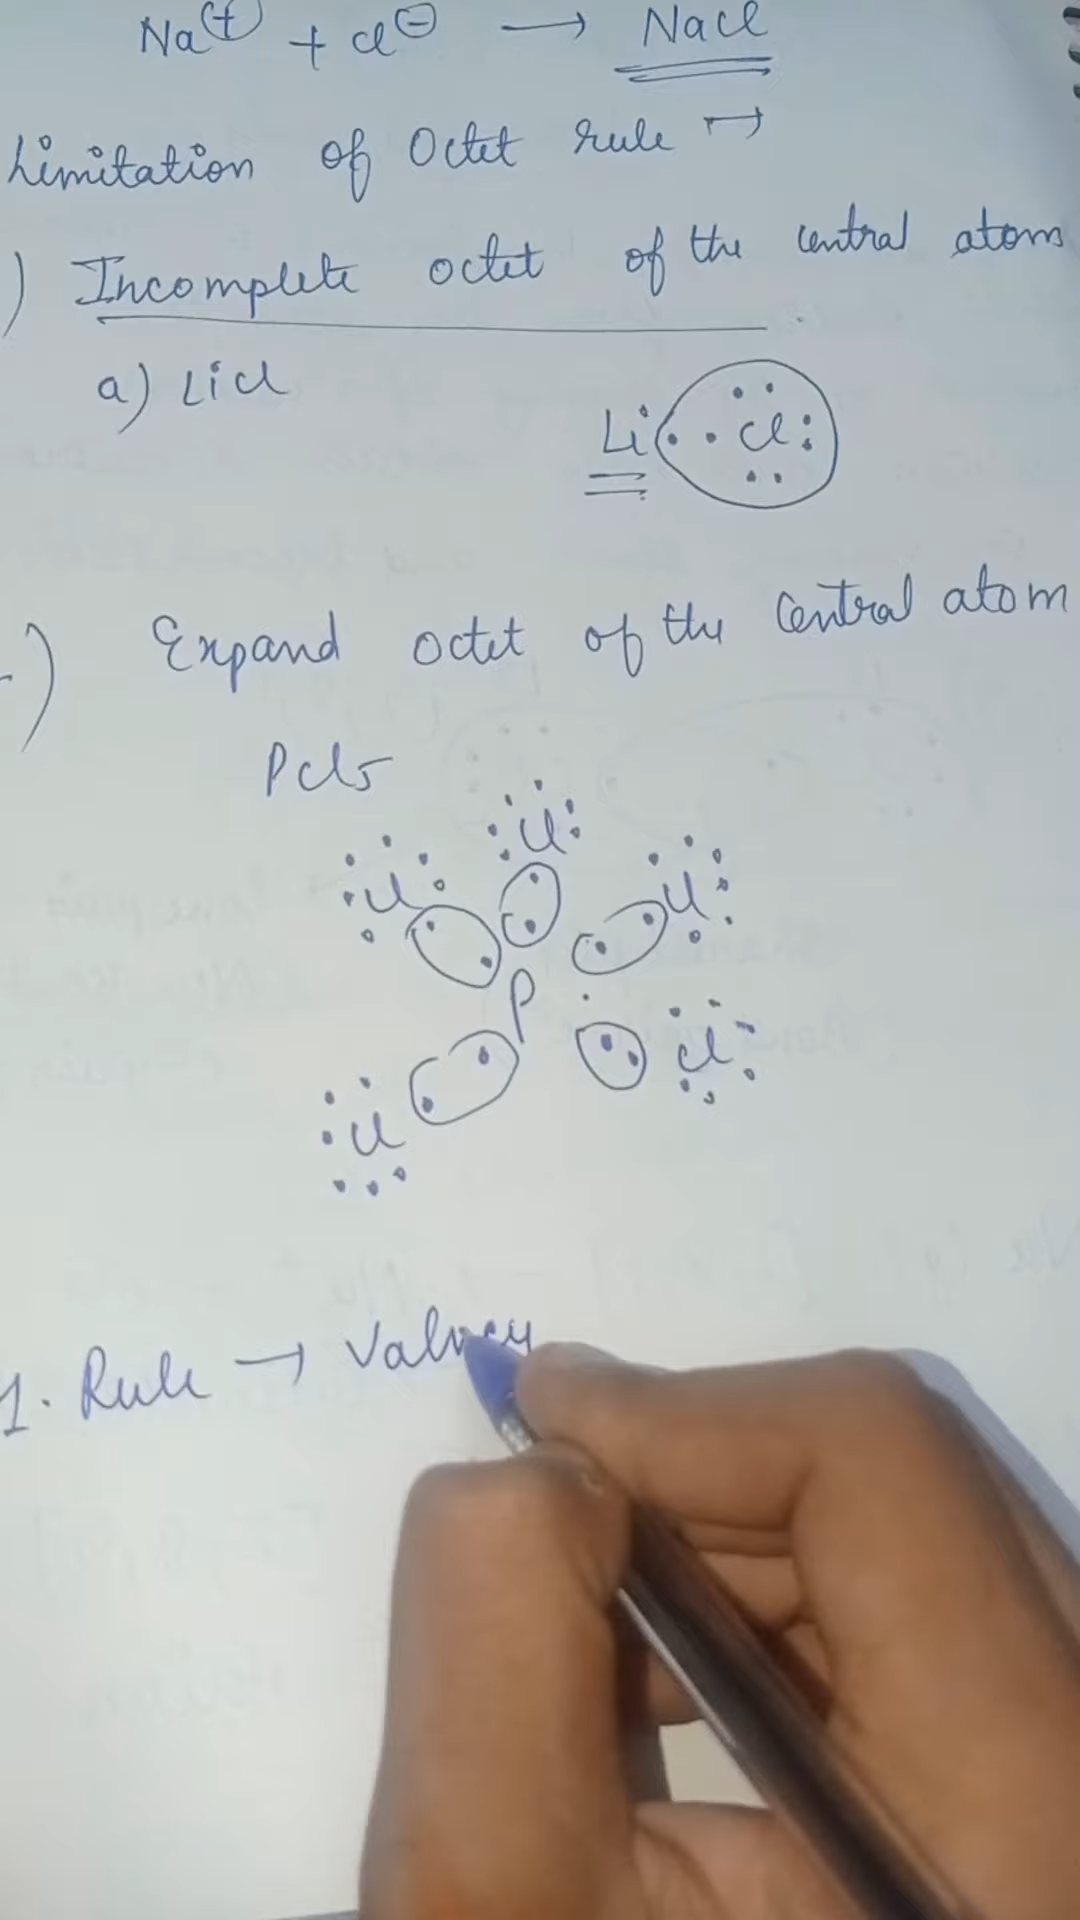 Na⊕ + Cl⊖ → NaCl
Limitation of Octet rule →
) Incomplete octet of the central atom
a) LiCl
Li Cl
) Expand octet of the Central atom
PCl5
Cl
Cl Cl
P
Cl
Cl
1. Rule → Valncy